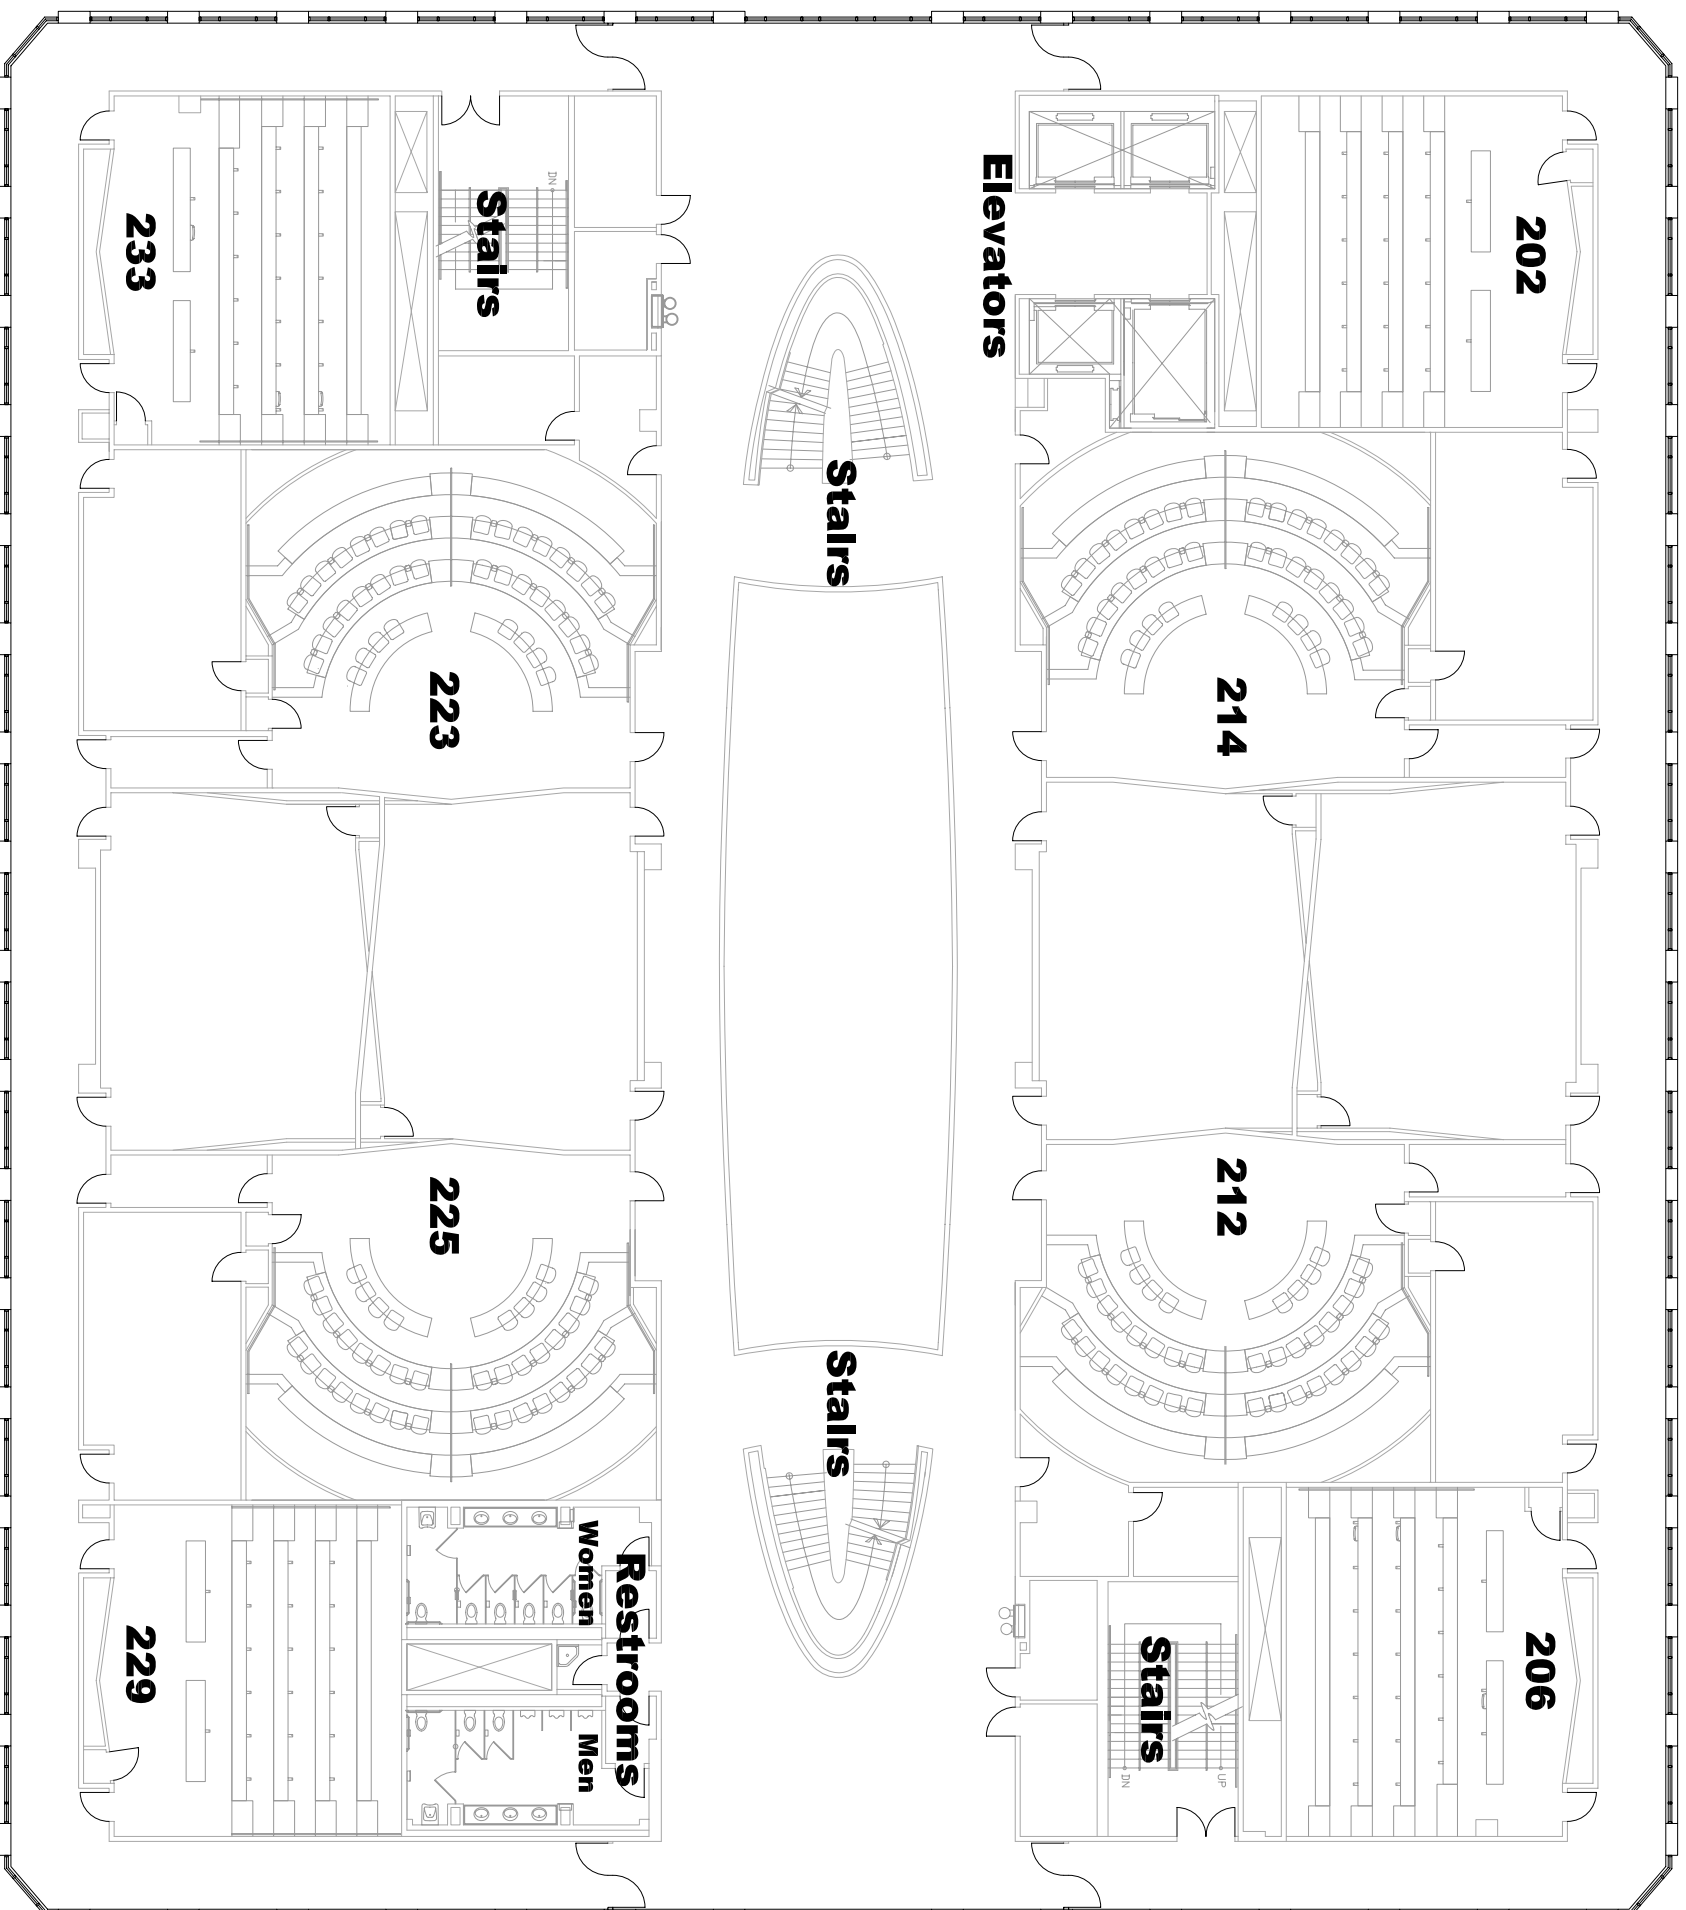 202
206
Elevators
Stairs
214
212
Stairs
DN
UP
Stairs
Stairs
DN
Restrooms
Women
Men
223
225
233
229